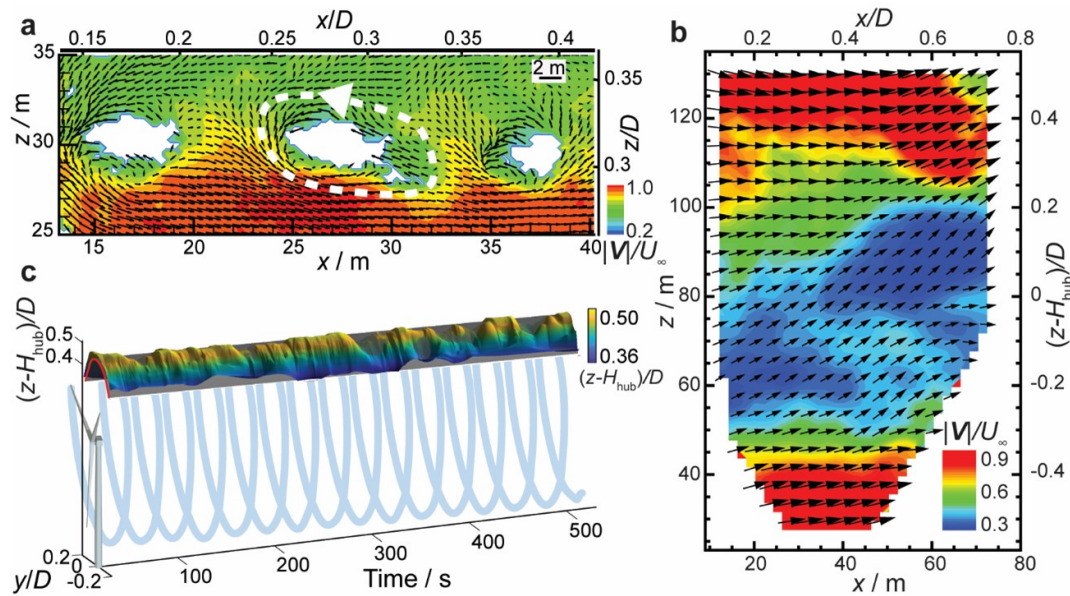 a
x/D
0.15 0.2 0.25 0.3 0.35 0.4
35
30
25
z / m
2 m
0.35
0.3
z/D
1.0
0.2
|V|/U∞
15 20 25 30 35 40
x / m
b
x/D
0.2 0.4 0.6 0.8
120
100
80
60
40
z / m
0.4
0.2
0
-0.2
-0.4
(z-Hhub)/D
|V|/U∞
0.9
0.6
0.3
20 40 60 80
x / m
c
(z-Hhub)/D
0.5
0.4
0.50
0.36
(z-Hhub)/D
0.2
0
-0.2
y/D
100 200 300 400 500
Time / s